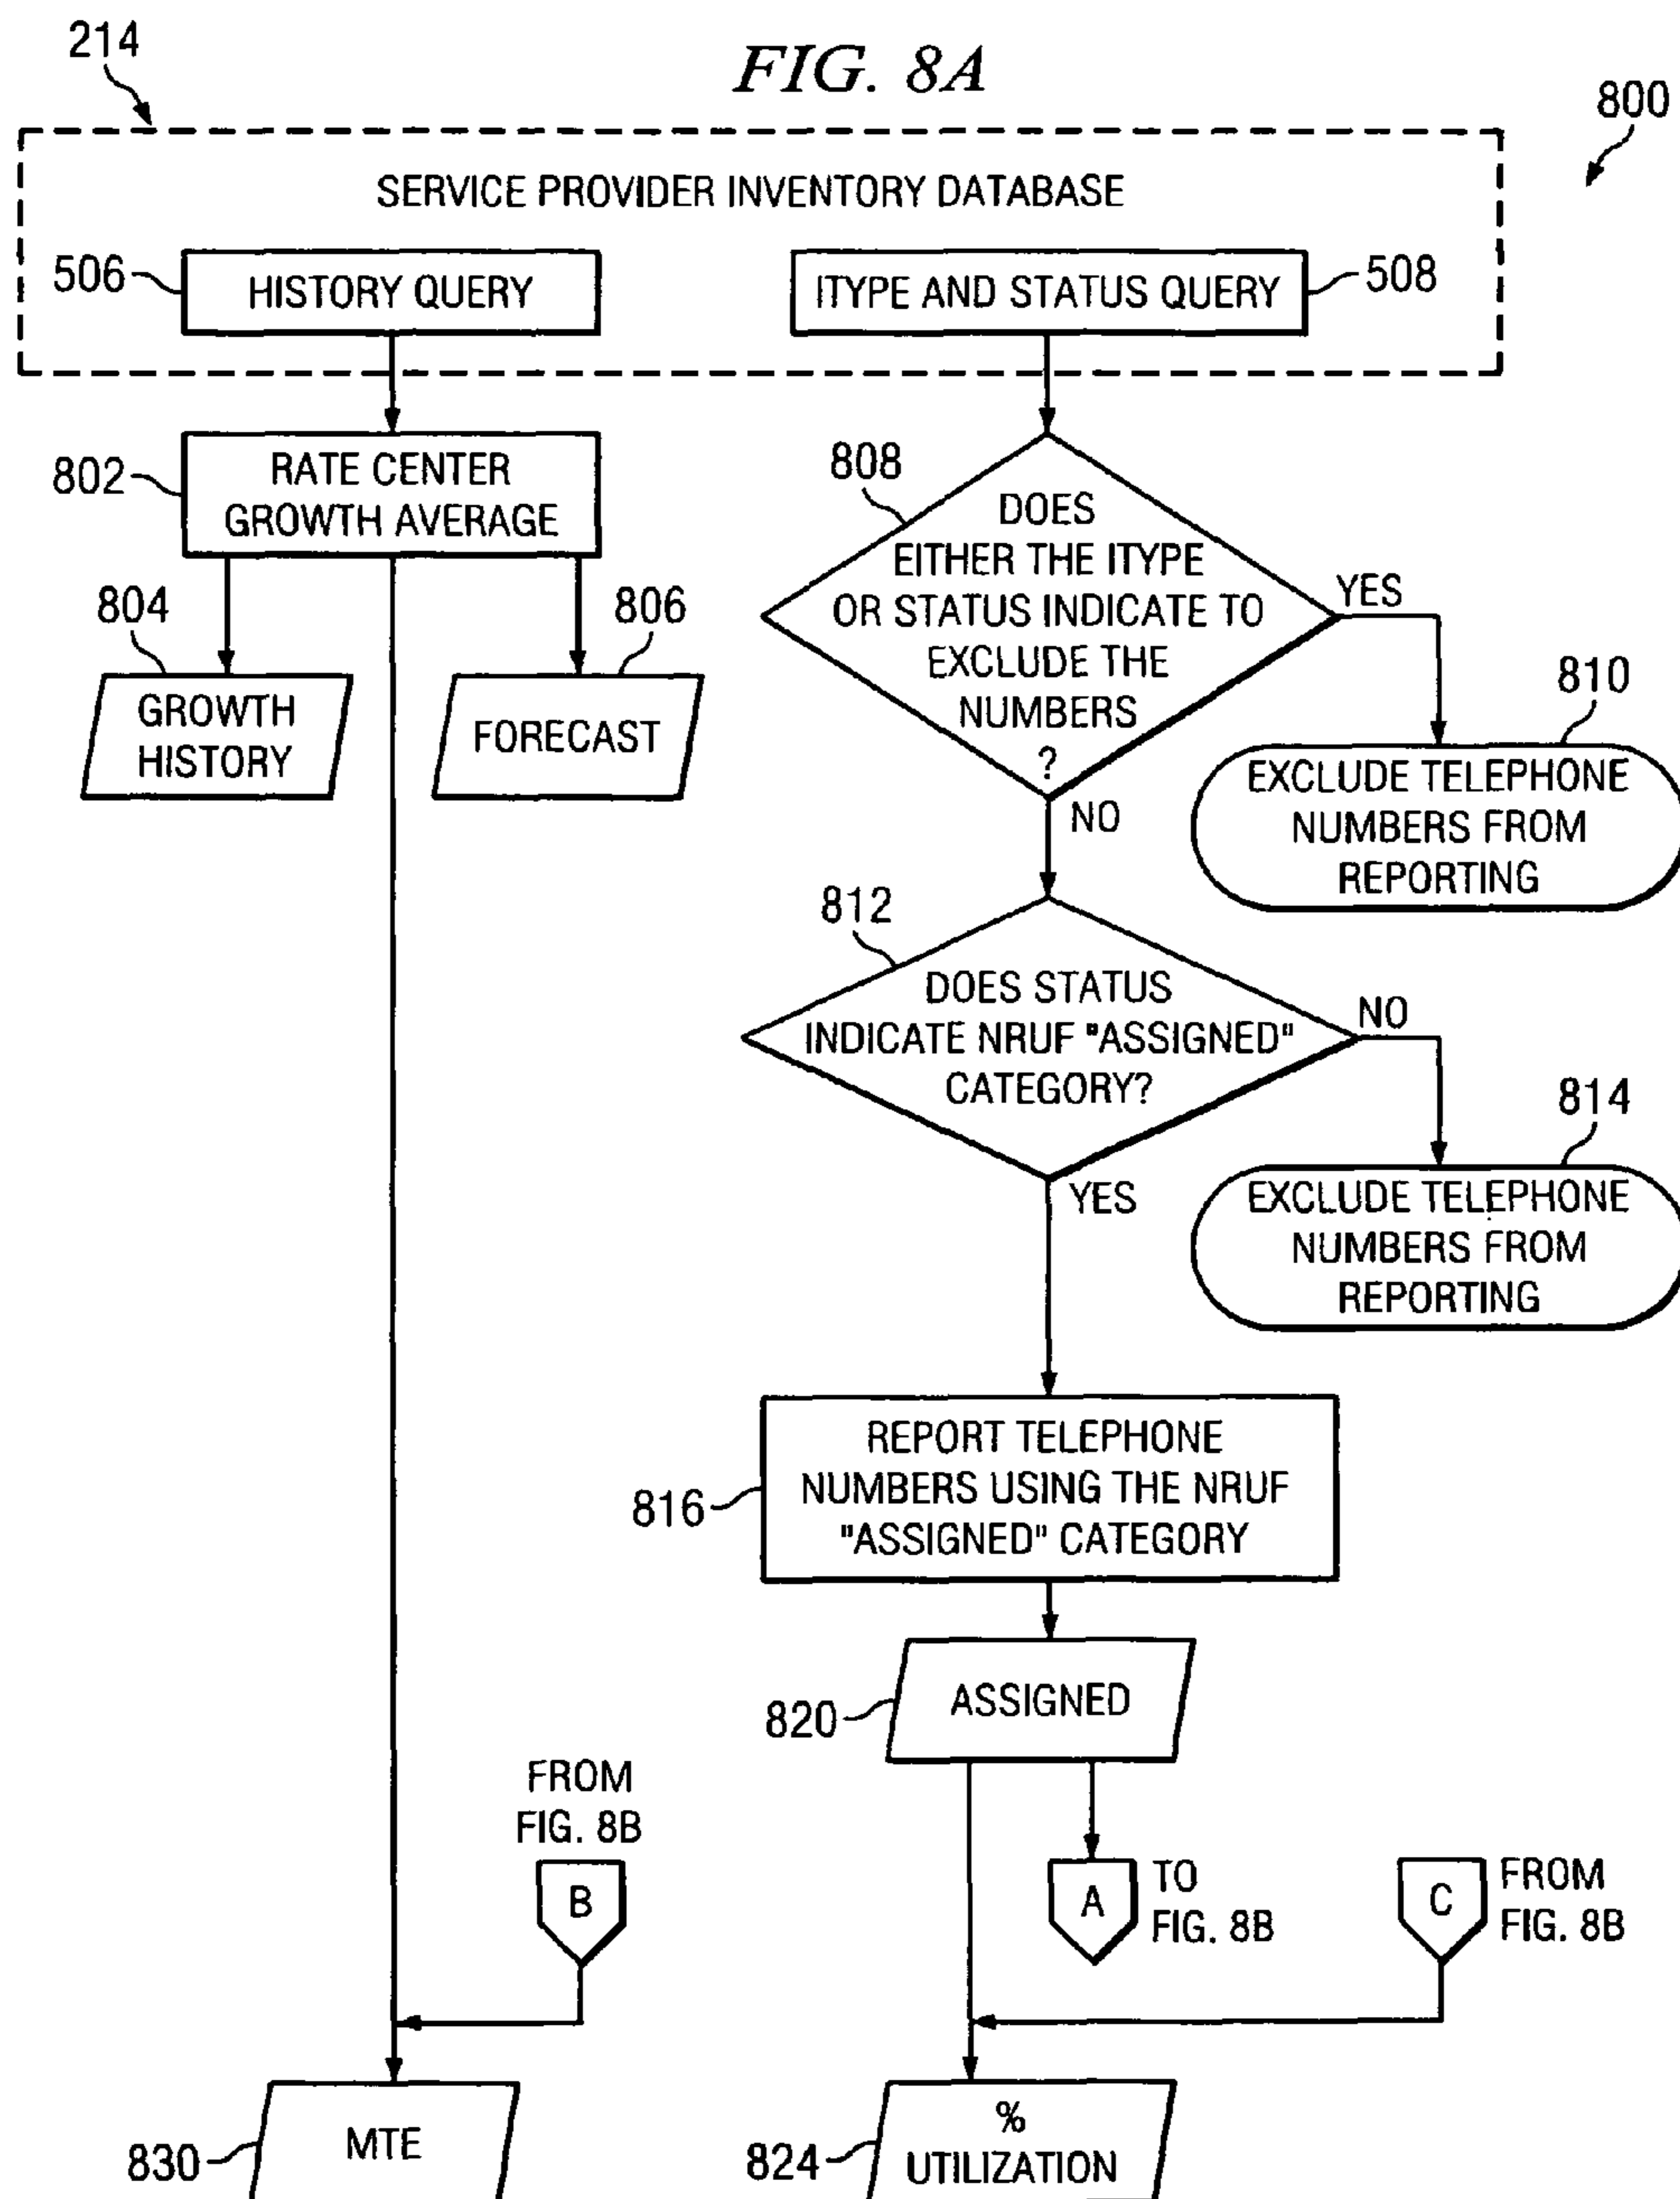 214
FIG. 8A
800
SERVICE PROVIDER INVENTORY DATABASE
506
HISTORY QUERY
ITYPE AND STATUS QUERY
508
802
RATE CENTER
GROWTH AVERAGE
804
GROWTH
HISTORY
806
FORECAST
808
DOES
EITHER THE ITYPE
OR STATUS INDICATE TO
EXCLUDE THE
NUMBERS
?
YES
NO
810
EXCLUDE TELEPHONE
NUMBERS FROM
REPORTING
812
DOES STATUS
INDICATE NRUF "ASSIGNED"
CATEGORY?
NO
YES
814
EXCLUDE TELEPHONE
NUMBERS FROM
REPORTING
816
REPORT TELEPHONE
NUMBERS USING THE NRUF
"ASSIGNED" CATEGORY
820
ASSIGNED
FROM
FIG. 8B
B
A
TO
FIG. 8B
C
FROM
FIG. 8B
830
MTE
824
%
UTILIZATION